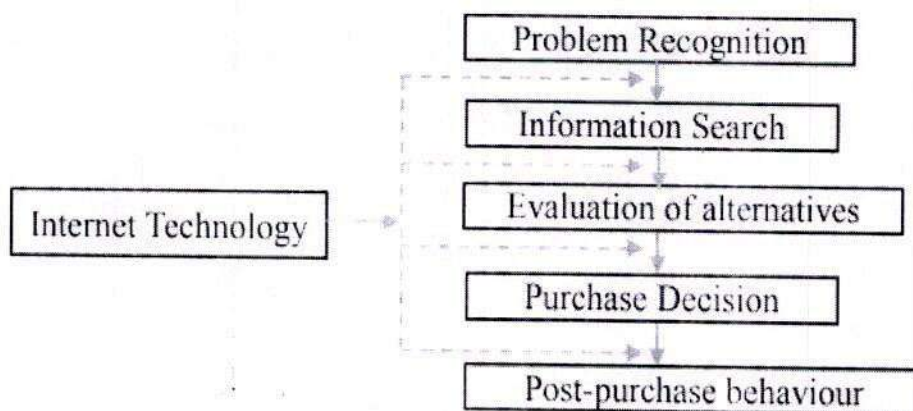 Problem Recognition
Information Search
Evaluation of alternatives
Internet Technology
Purchase Decision
Post-purchase behaviour